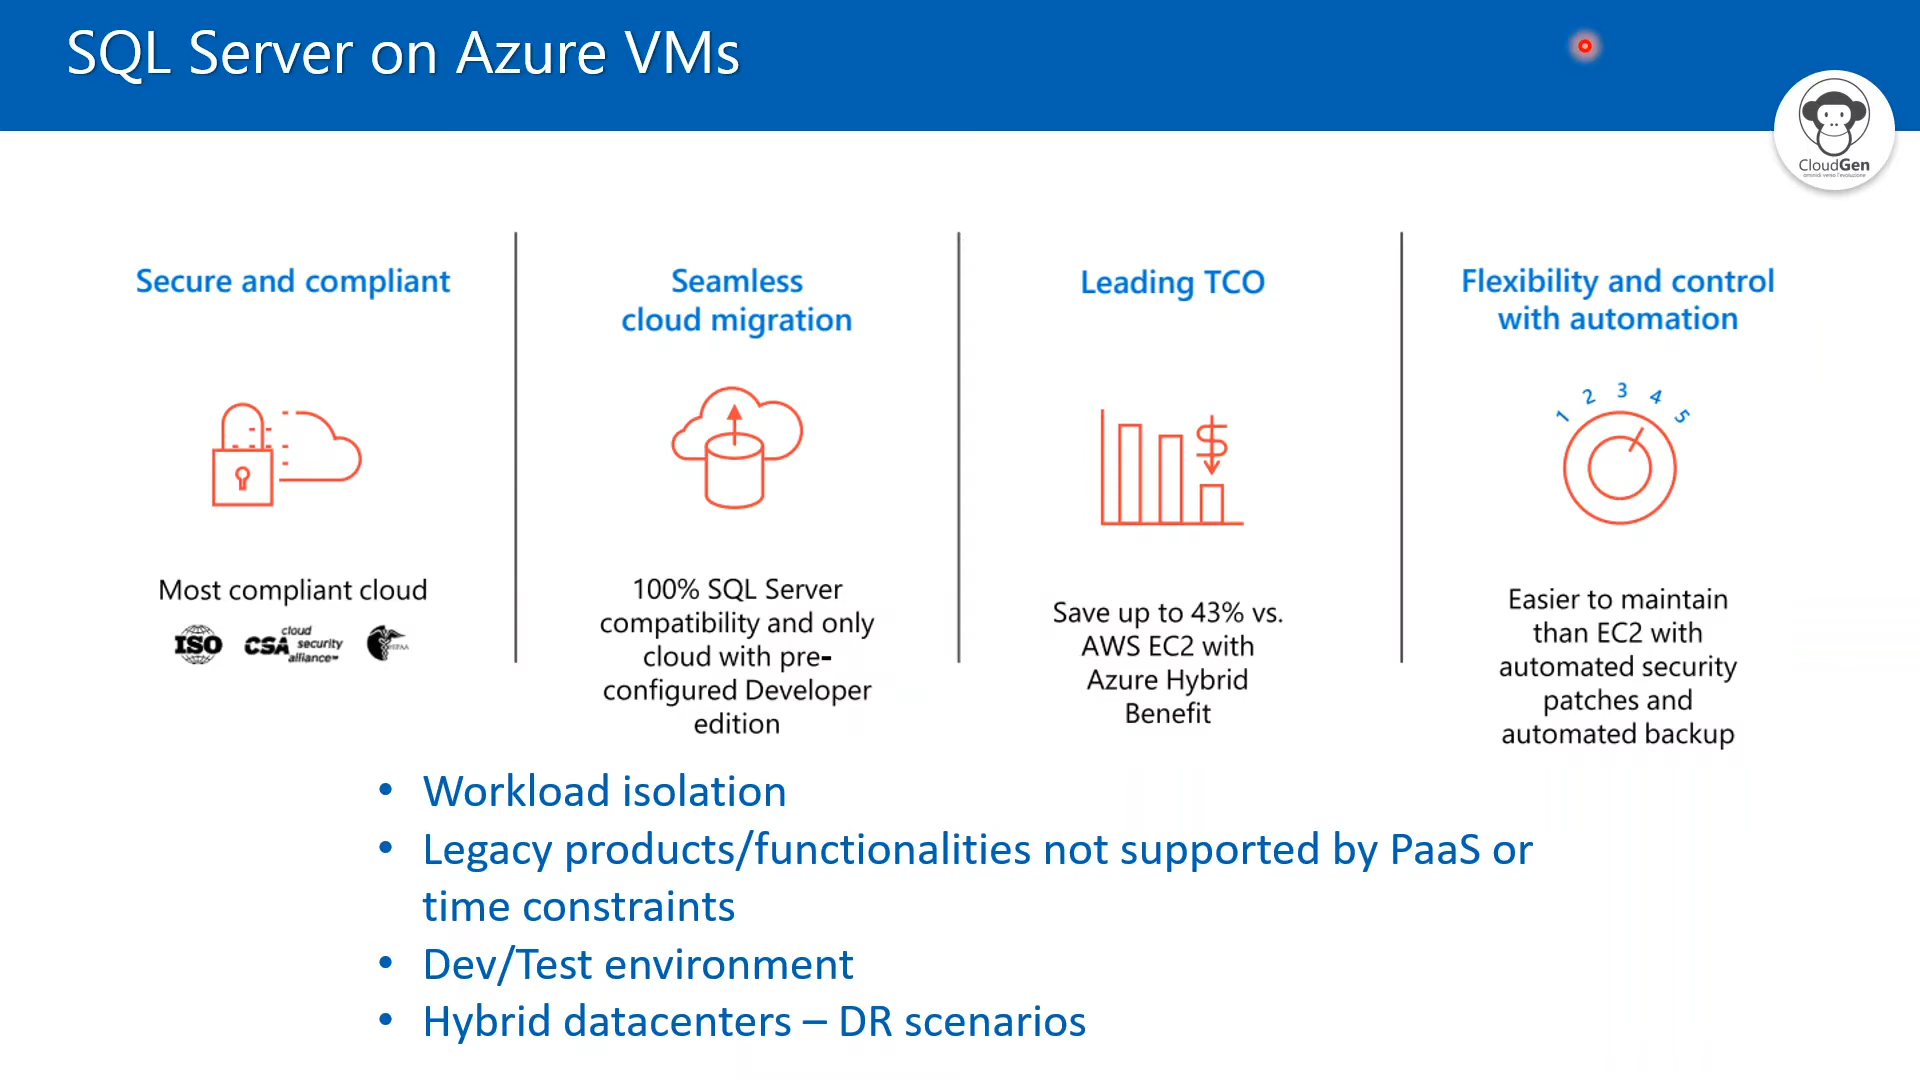 SQL Server on Azure VMs
CloudGen
Secure and compliant
Most compliant cloud
ISO
CSA cloud security alliance
HIPAA
Seamless
cloud migration
100% SQL Server
compatibility and only
cloud with pre-
configured Developer
edition
Leading TCO
$
Save up to 43% vs.
AWS EC2 with
Azure Hybrid
Benefit
Flexibility and control
with automation
1 2 3 4 5
Easier to maintain
than EC2 with
automated security
patches and
automated backup
• Workload isolation
• Legacy products/functionalities not supported by PaaS or
time constraints
• Dev/Test environment
• Hybrid datacenters – DR scenarios